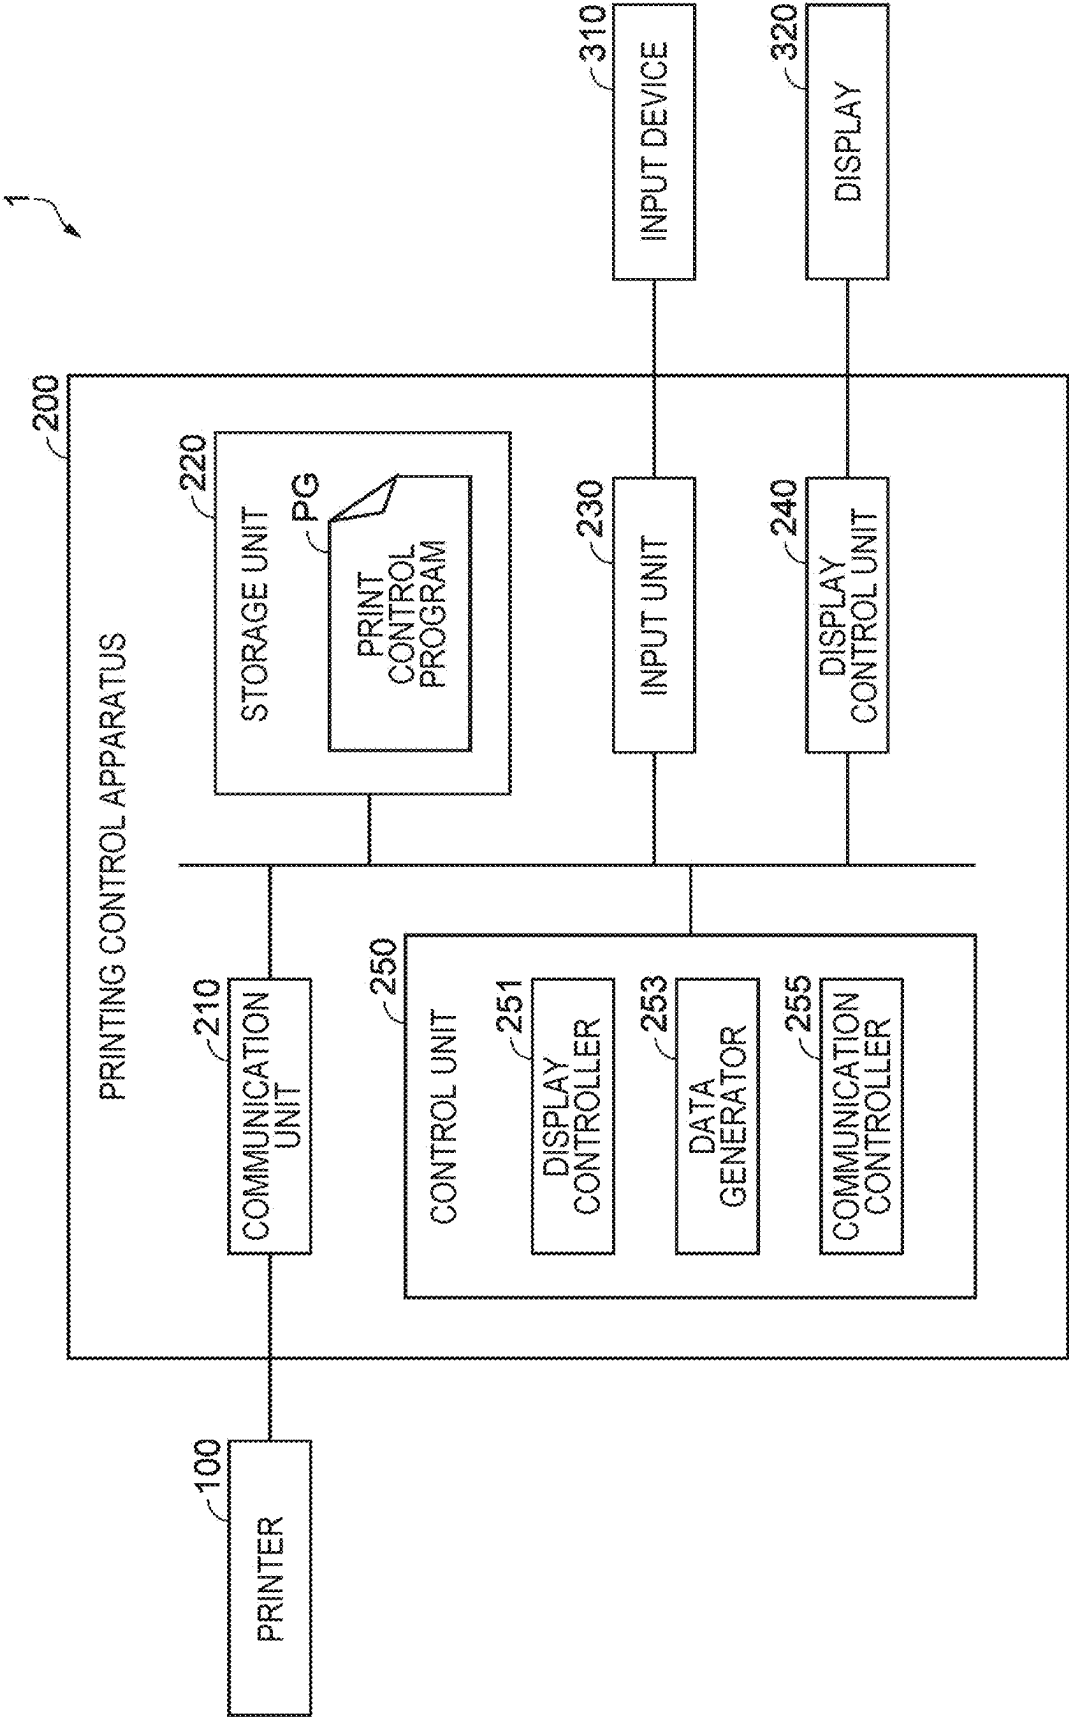 1
200
PRINTING CONTROL APPARATUS
100
PRINTER
210
COMMUNICATION
UNIT
220
STORAGE UNIT
PG
PRINT
CONTROL
PROGRAM
250
CONTROL UNIT
251
DISPLAY
CONTROLLER
253
DATA
GENERATOR
255
COMMUNICATION
CONTROLLER
230
INPUT UNIT
240
DISPLAY
CONTROL UNIT
310
INPUT DEVICE
320
DISPLAY